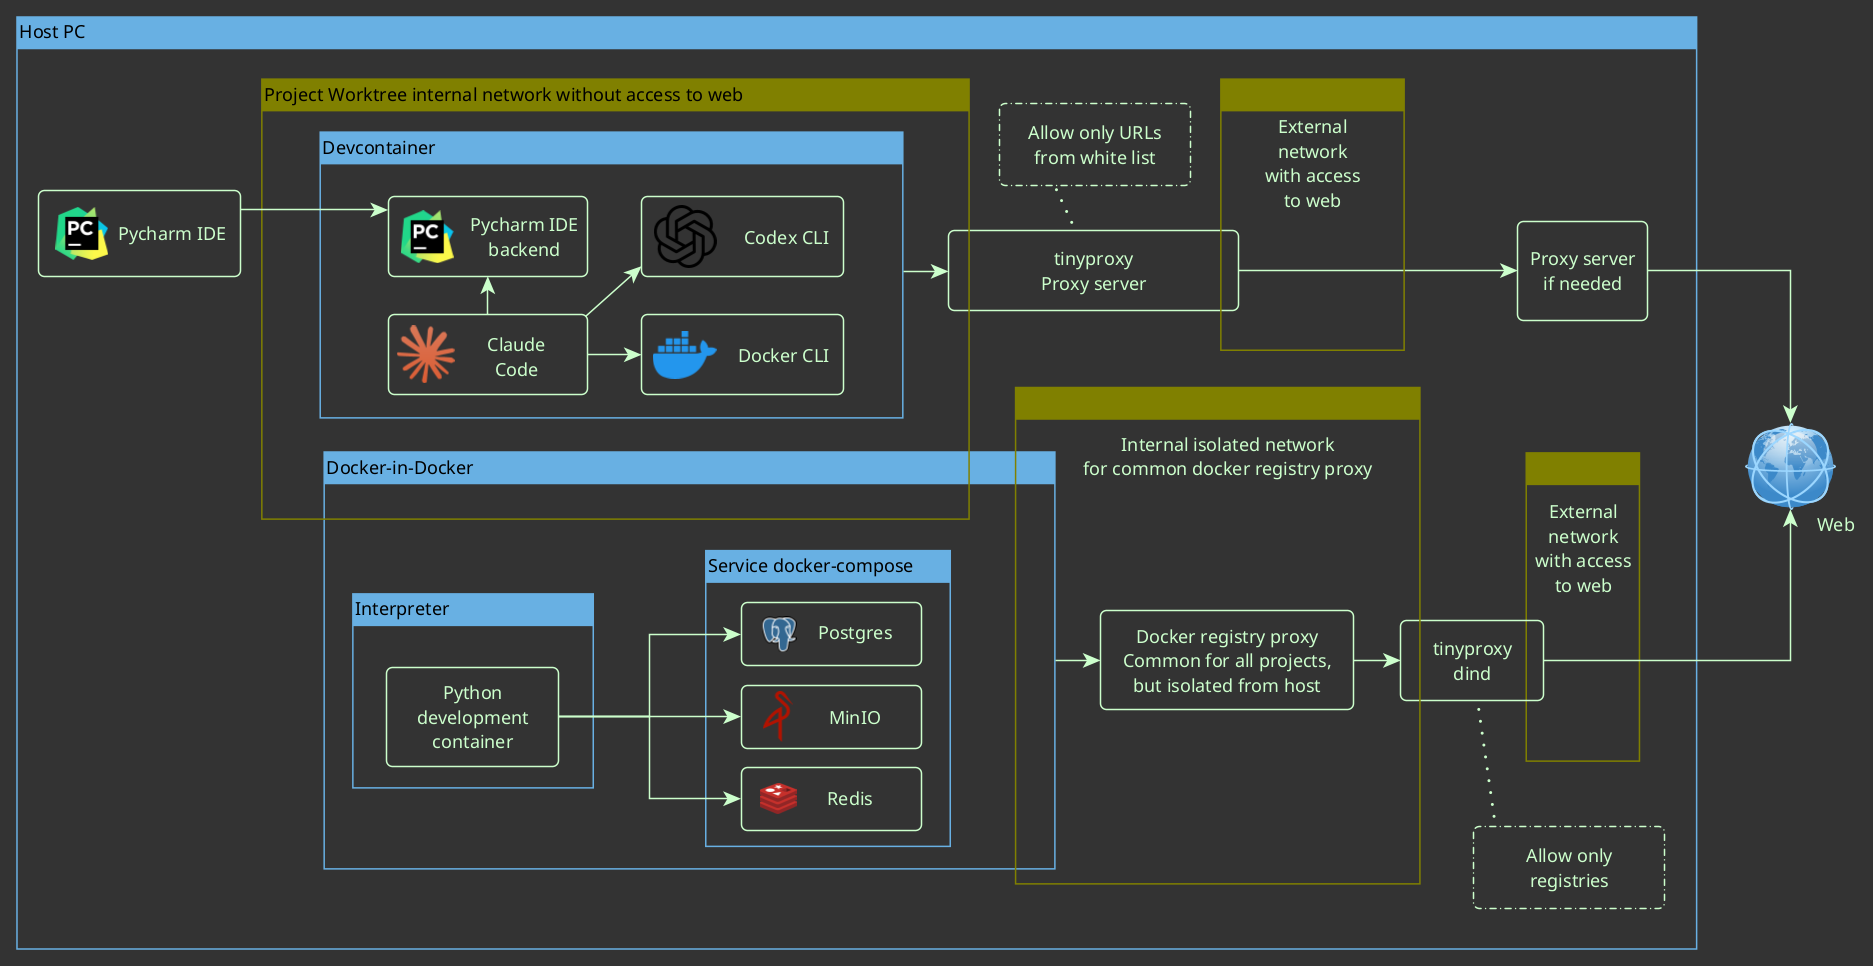 Host PC
Project Worktree internal network without access to web
Devcontainer
PC
Pycharm IDE
PC
Pycharm IDE
backend
Codex CLI
Claude
Code
Docker CLI
Allow only URLs
from white list
tinyproxy
Proxy server
External
network
with access
to web
Proxy server
if needed
Web
Docker-in-Docker
Interpreter
Python
development
container
Service docker-compose
Postgres
MinIO
Redis
Internal isolated network
for common docker registry proxy
Docker registry proxy
Common for all projects,
but isolated from host
tinyproxy
dind
External
network
with access
to web
Allow only
registries